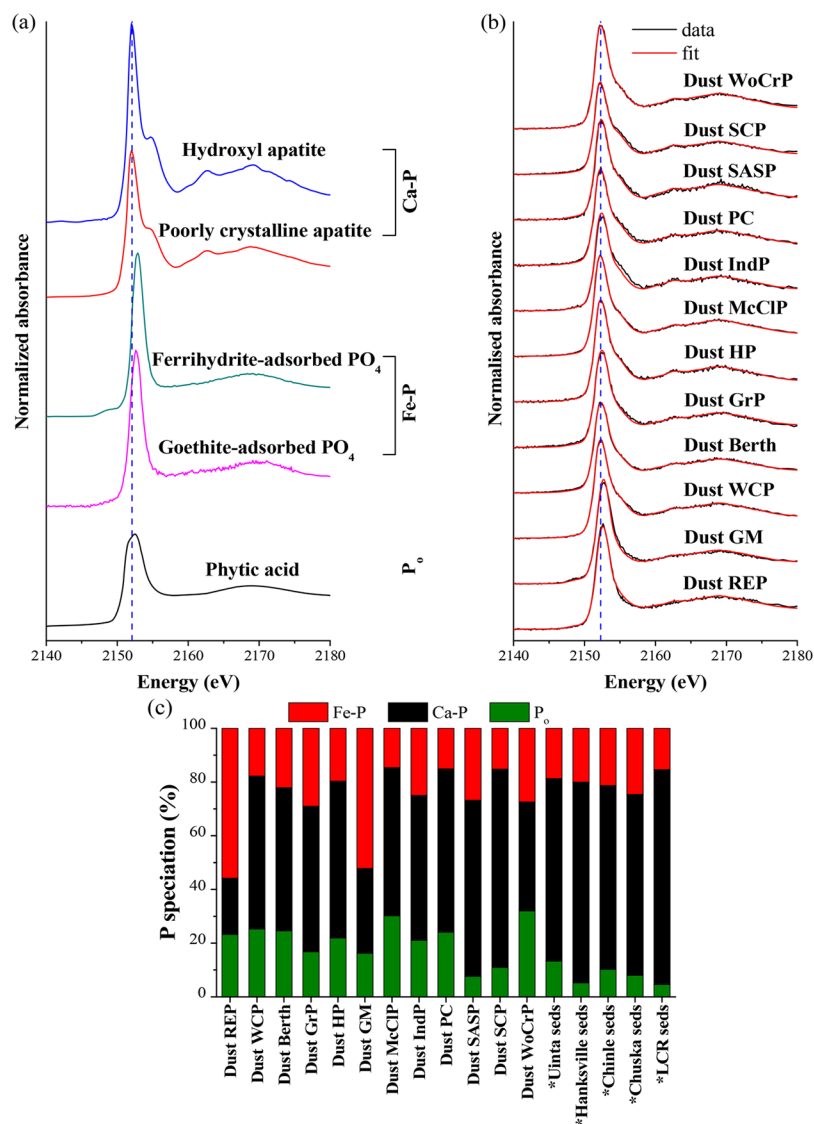 (a)
Normalized absorbance
Hydroxyl apatite
Poorly crystalline apatite
Ca-P
Ferrihydrite-adsorbed PO4
Goethite-adsorbed PO4
Fe-P
Phytic acid
Po
2140 2150 2160 2170 2180
Energy (eV)
(b)
data
fit
Normalised absorbance
Dust WoCrP
Dust SCP
Dust SASP
Dust PC
Dust IndP
Dust McClP
Dust HP
Dust GrP
Dust Berth
Dust WCP
Dust GM
Dust REP
2140 2150 2160 2170 2180
Energy (eV)
(c)
Fe-P Ca-P Po
P speciation (%)
100
80
60
40
20
0
Dust REP
Dust WCP
Dust Berth
Dust GrP
Dust HP
Dust GM
Dust McClP
Dust IndP
Dust PC
Dust SASP
Dust SCP
Dust WoCrP
*Uinta seds
*Hanksville seds
*Chinle seds
*Chuska seds
*LCR seds